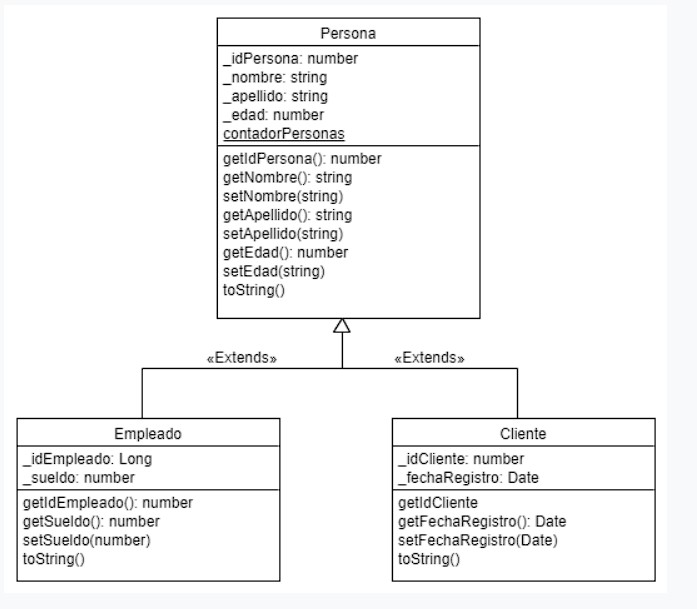 Persona
_idPersona: number
_nombre: string
_apellido: string
_edad: number
contadorPersonas
getIdPersona(): number
getNombre(): string
setNombre(string)
getApellido(): string
setApellido(string)
getEdad(): number
setEdad(string)
toString()
«Extends»
«Extends»
Empleado
_idEmpleado: Long
_sueldo: number
getIdEmpleado(): number
getSueldo(): number
setSueldo(number)
toString()
Cliente
_idCliente: number
_fechaRegistro: Date
getIdCliente
getFechaRegistro(): Date
setFechaRegistro(Date)
toString()